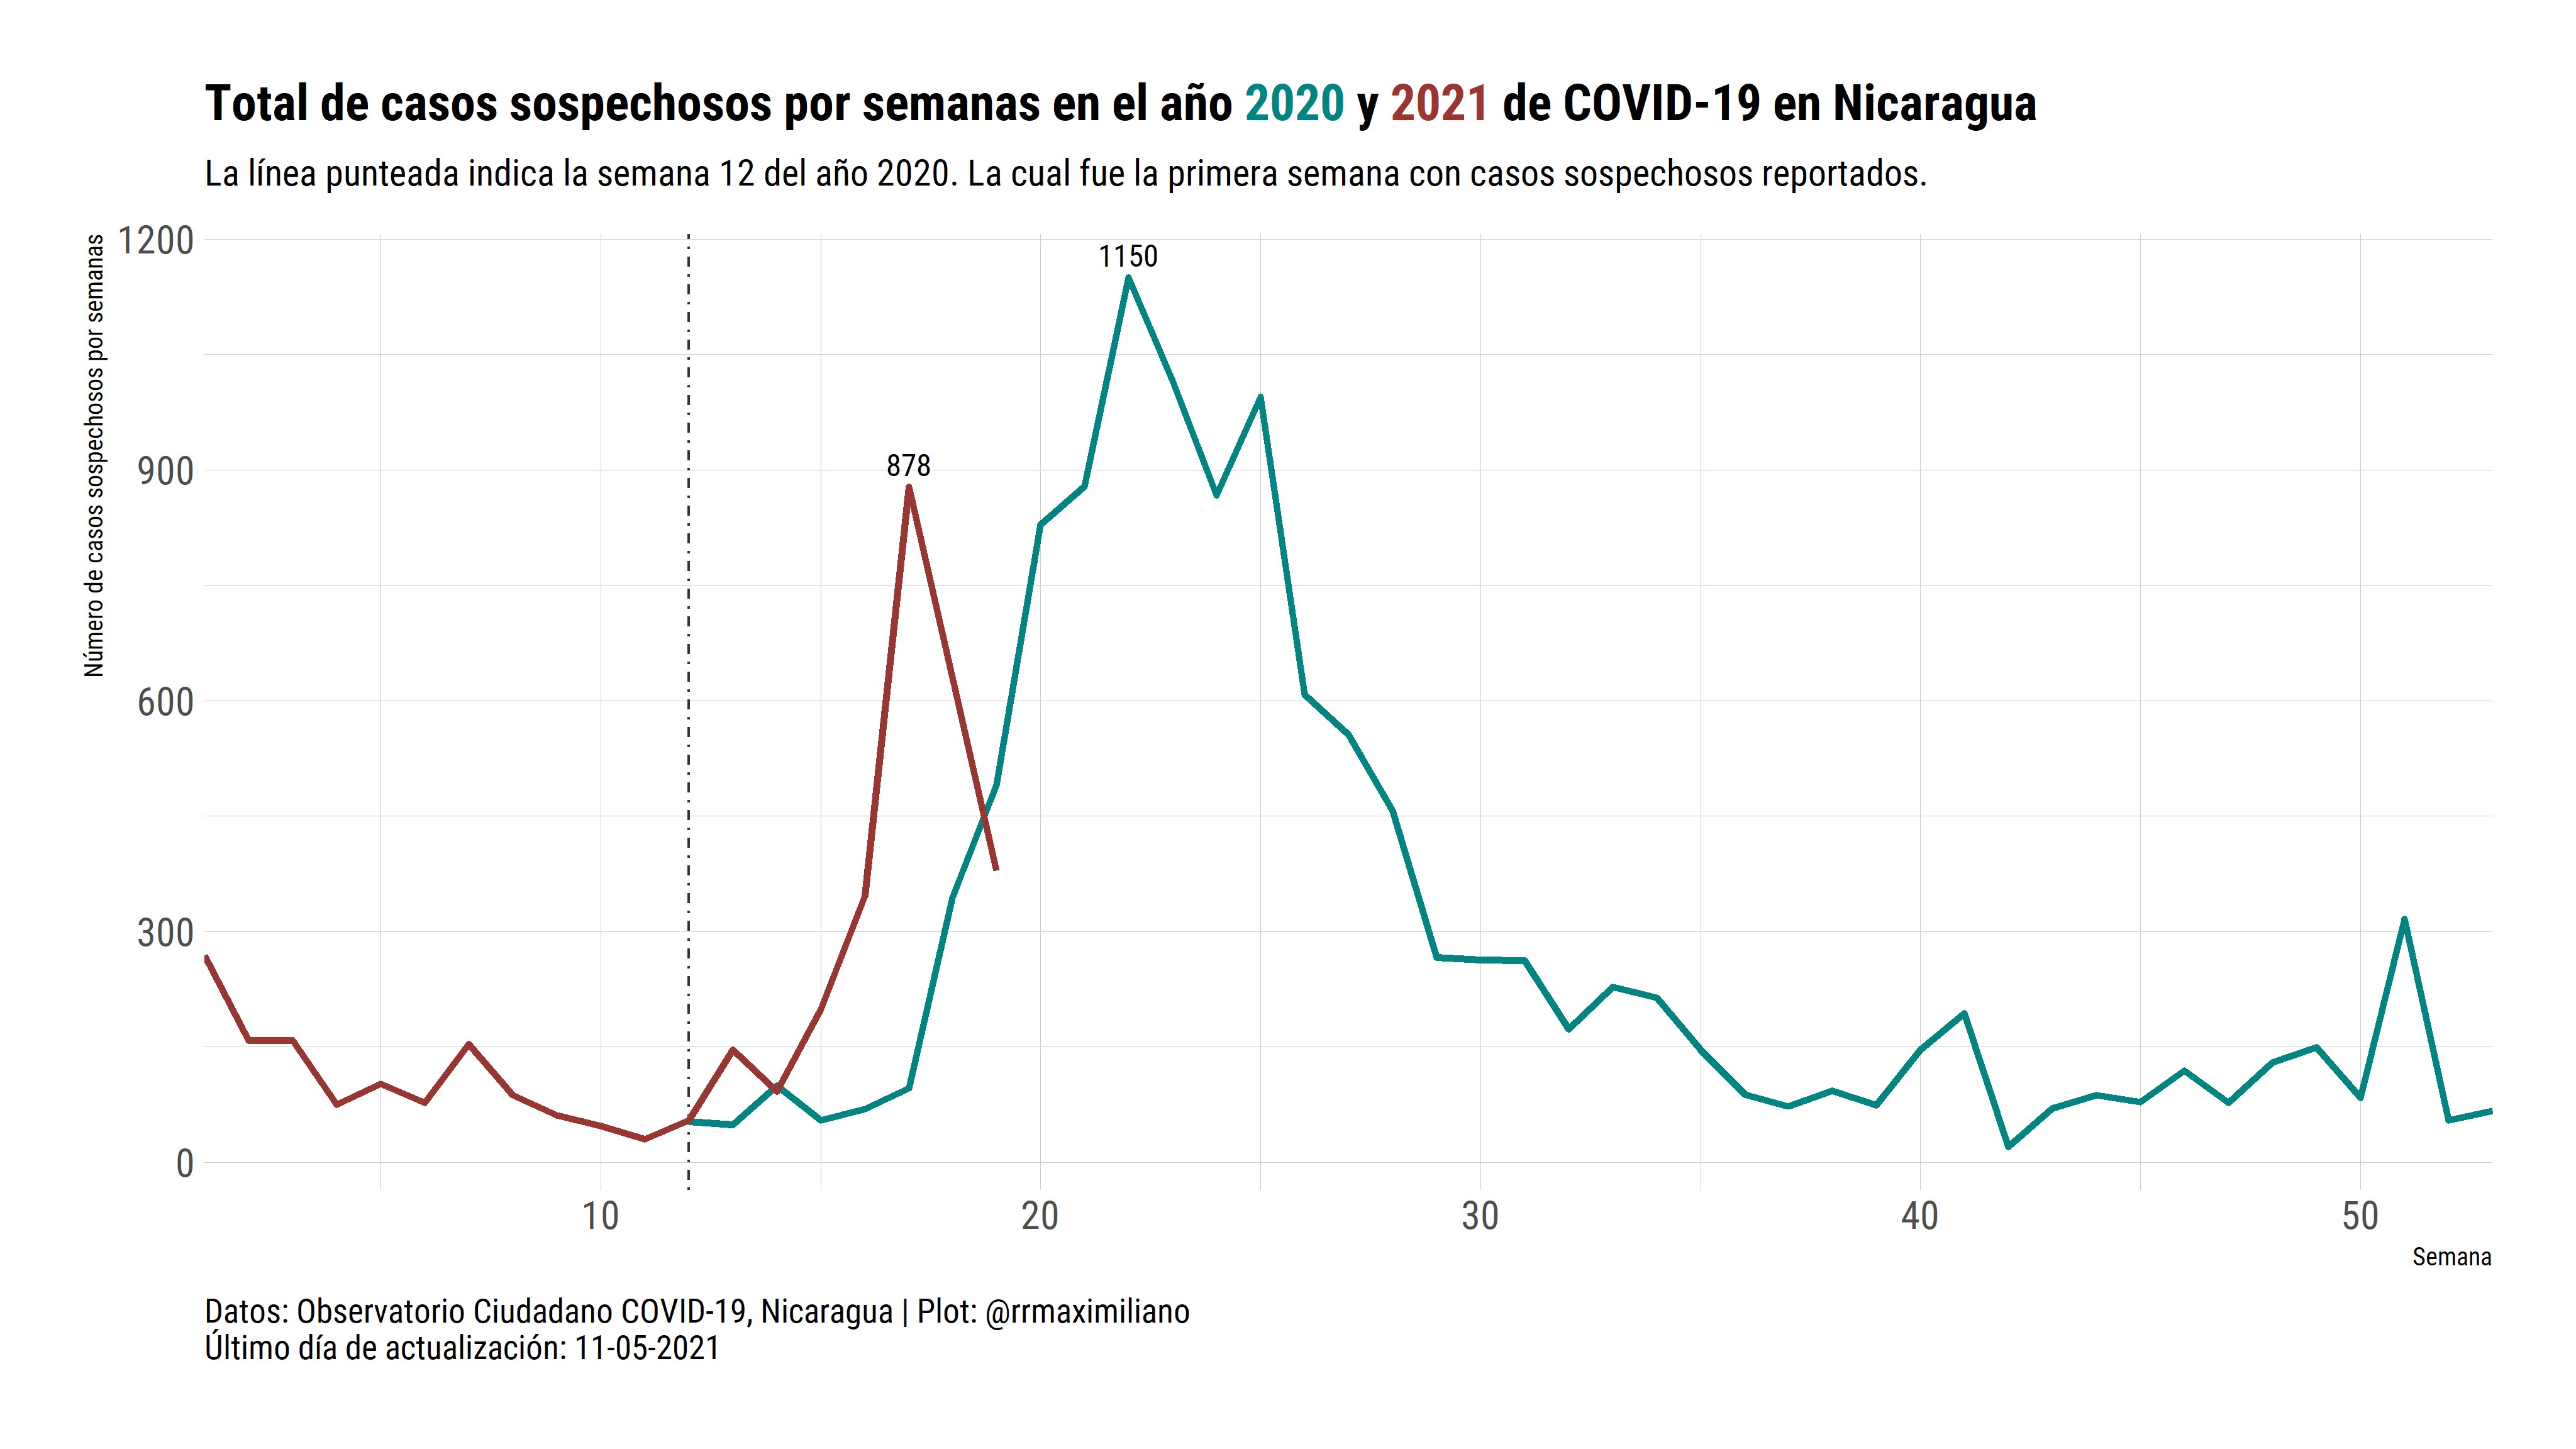 Total de casos sospechosos por semanas en el año 2020 y 2021 de COVID-19 en Nicaragua
La línea punteada indica la semana 12 del año 2020. La cual fue la primera semana con casos sospechosos reportados.
Número de casos sospechosos por semanas
1200
900
600
300
0
1150
878
10
20
30
40
50
Semana
Datos: Observatorio Ciudadano COVID-19, Nicaragua | Plot: @rrmaximiliano
Último día de actualización: 11-05-2021